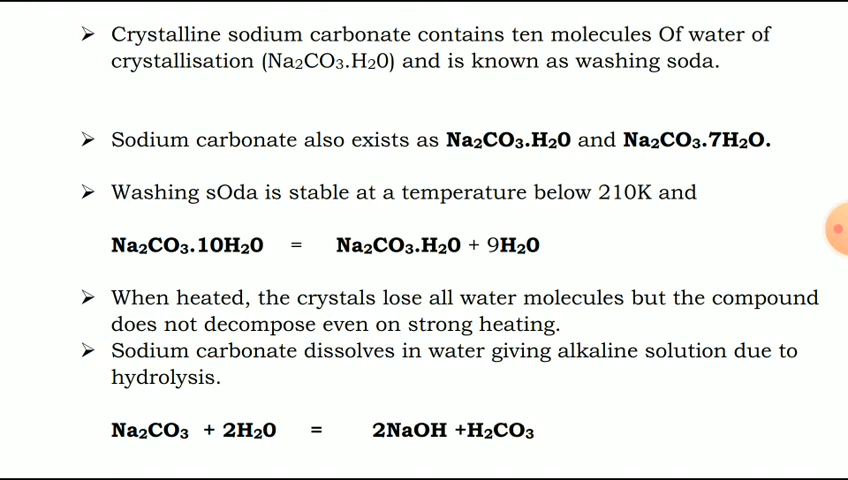 ➢ Crystalline sodium carbonate contains ten molecules Of water of
crystallisation (Na₂CO₃.H₂0) and is known as washing soda.
➢ Sodium carbonate also exists as Na₂CO₃.H₂0 and Na₂CO₃.7H₂O.
➢ Washing sOda is stable at a temperature below 210K and
Na₂CO₃.10H₂0 = Na₂CO₃.H₂0 + 9H₂0
➢ When heated, the crystals lose all water molecules but the compound
does not decompose even on strong heating.
➢ Sodium carbonate dissolves in water giving alkaline solution due to
hydrolysis.
Na₂CO₃ + 2H₂0 = 2NaOH +H₂CO₃